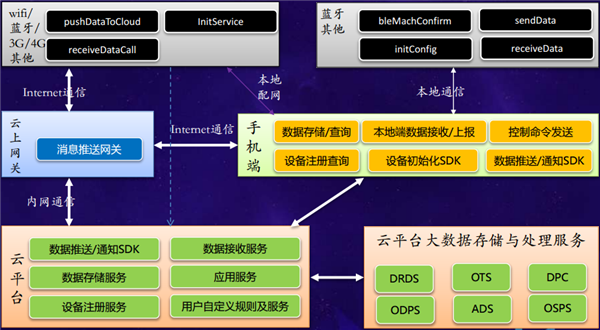 wifi/
蓝牙/
3G/4G
其他
pushDataToCloud
InitService
receiveDataCall
蓝牙
其他
bleMachConfirm
sendData
initConfig
receiveData
Internet通信
本地
配网
本地通信
云上网关
消息推送网关
Internet通信
手机端
数据存储/查询
本地端数据接收/上报
控制命令发送
设备注册查询
设备初始化SDK
数据推送/通知SDK
内网通信
云平台
数据推送/通知SDK
数据接收服务
数据存储服务
应用服务
设备注册服务
用户自定义规则及服务
云平台大数据存储与处理服务
DRDS
OTS
DPC
ODPS
ADS
OSPS